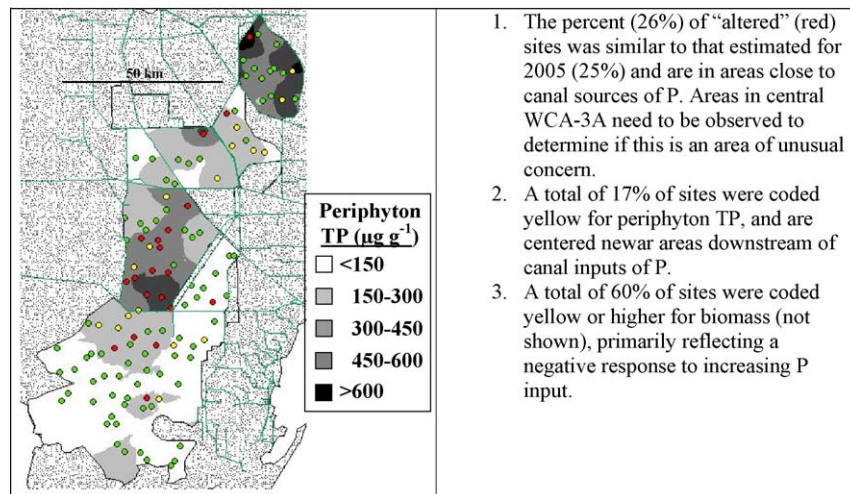 50 km
Periphyton
TP (µg g⁻¹)
<150
150-300
300-450
450-600
>600
1. The percent (26%) of “altered” (red)
sites was similar to that estimated for
2005 (25%) and are in areas close to
canal sources of P. Areas in central
WCA-3A need to be observed to
determine if this is an area of unusual
concern.
2. A total of 17% of sites were coded
yellow for periphyton TP, and are
centered newar areas downstream of
canal inputs of P.
3. A total of 60% of sites were coded
yellow or higher for biomass (not
shown), primarily reflecting a
negative response to increasing P
input.